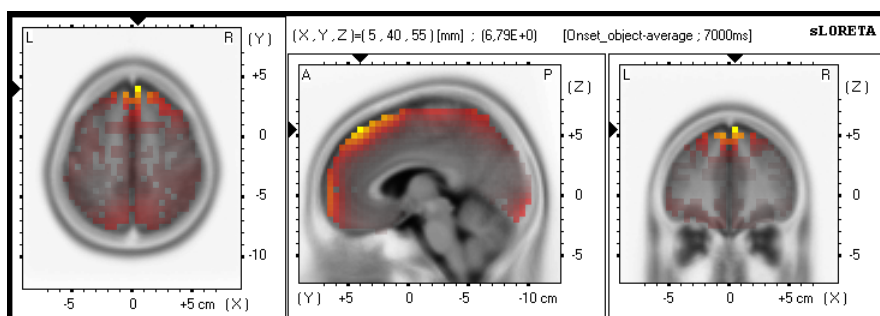 L R (Y)
+5
0
-5
-10
-5 0 +5 cm (X)
(X, Y, Z)=( 5 , 40 , 55 ) [mm] ; (6,79E+0) [Onset_object-average ; 7000ms] sLORETA
A P (Z)
+5
0
-5
(Y) +5 0 -5 -10 cm
L R (Z)
+5
0
-5
-5 0 +5 cm (X)